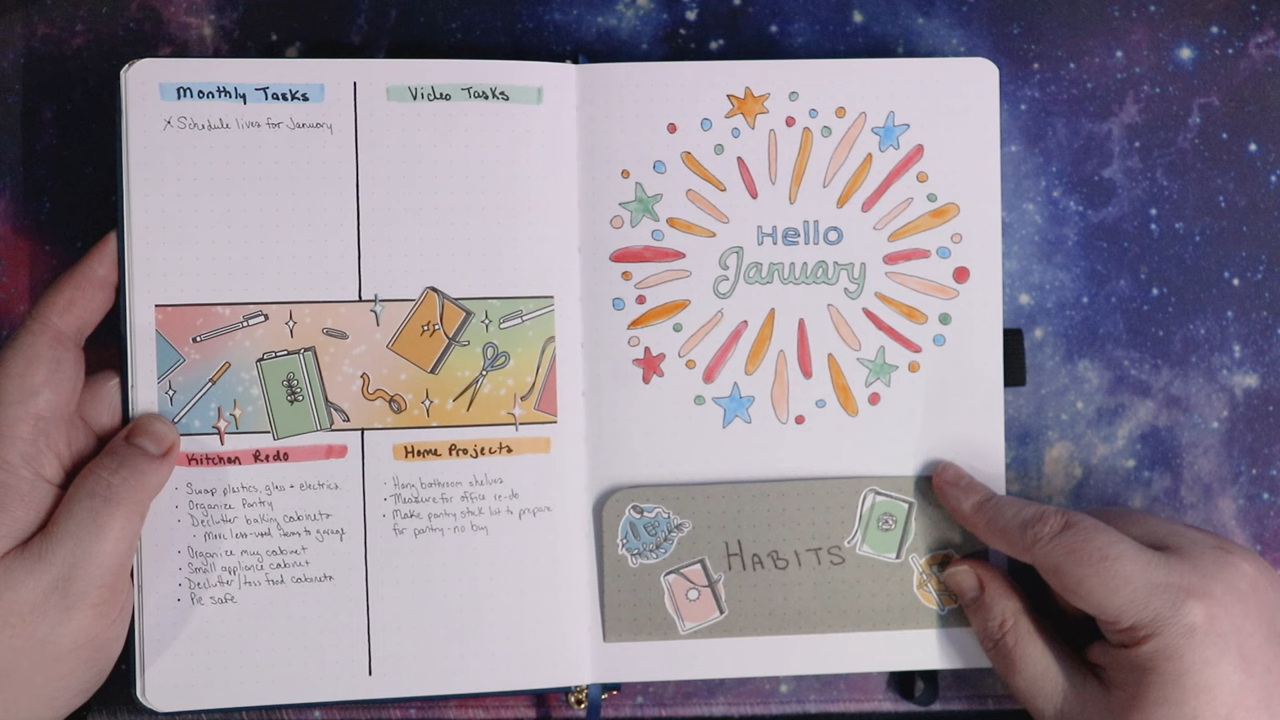 Monthly Tasks
x Schedule lives for January
Video Tasks
Kitchen Redo
• Swap plastics, glass + electrics
• Organize Pantry
• Declutter baking cabinets
• Move less-used items to garage
• Organize mug cabinet
• Small appliance cabinet
• Declutter/toss food cabinets
• Pie safe
Home Projects
• Hang bathroom shelves
• Measure for office re-do
• Make pantry stock list to prepare
for pantry-no buy
Hello
January
HABITS